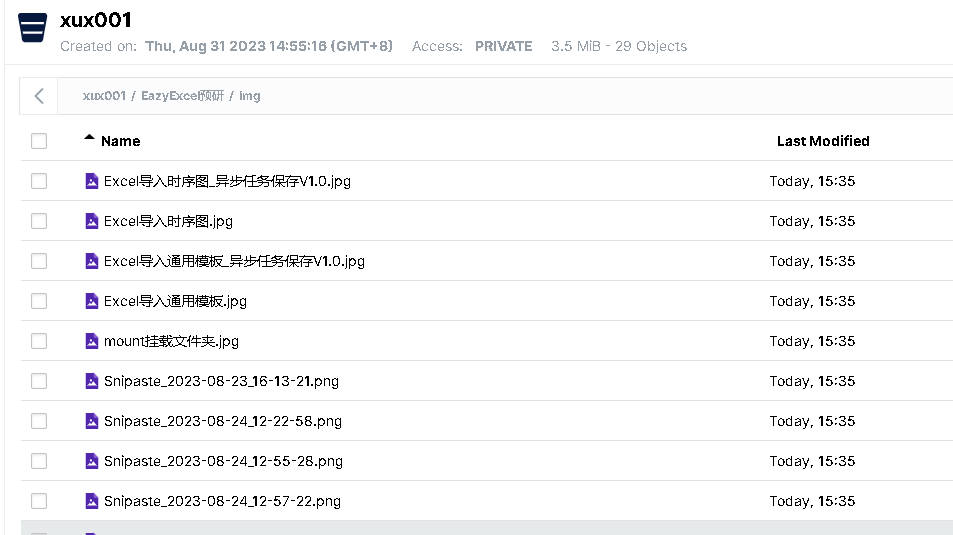 xux001
Created on: Thu, Aug 31 2023 14:55:16 (GMT+8) Access: PRIVATE 3.5 MiB - 29 Objects
xux001 / EazyExcel预研 / img
Name Last Modified
Excel导入时序图_异步任务保存V1.0.jpg Today, 15:35
Excel导入时序图.jpg Today, 15:35
Excel导入通用模板_异步任务保存V1.0.jpg Today, 15:35
Excel导入通用模板.jpg Today, 15:35
mount挂载文件夹.jpg Today, 15:35
Snipaste_2023-08-23_16-13-21.png Today, 15:35
Snipaste_2023-08-24_12-22-58.png Today, 15:35
Snipaste_2023-08-24_12-55-28.png Today, 15:35
Snipaste_2023-08-24_12-57-22.png Today, 15:35